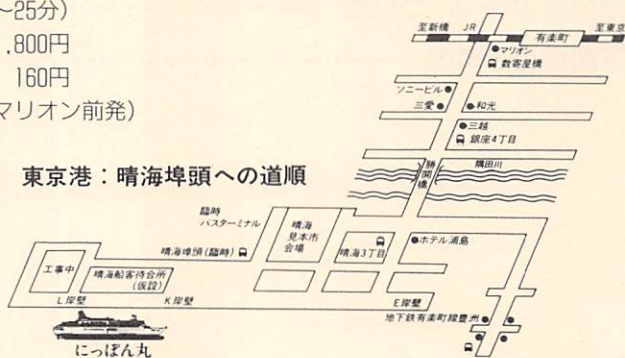 〜25分)
,800円
160円
マリオン前発)
東京港：晴海埠頭への道順
至新橋 JR 有楽町 至東京
マリオン
数寄屋橋
ソニービル
三愛 和光
三越
銀座4丁目
勝鬨橋
隅田川
臨時
バスターミナル
晴海
見本市
会場
晴海埠頭(臨時)
晴海3丁目
ホテル浦島
工事中
晴海船客待合所
(仮設)
L岸壁 K岸壁 E岸壁
地下鉄有楽町線豊洲
にっぽん丸